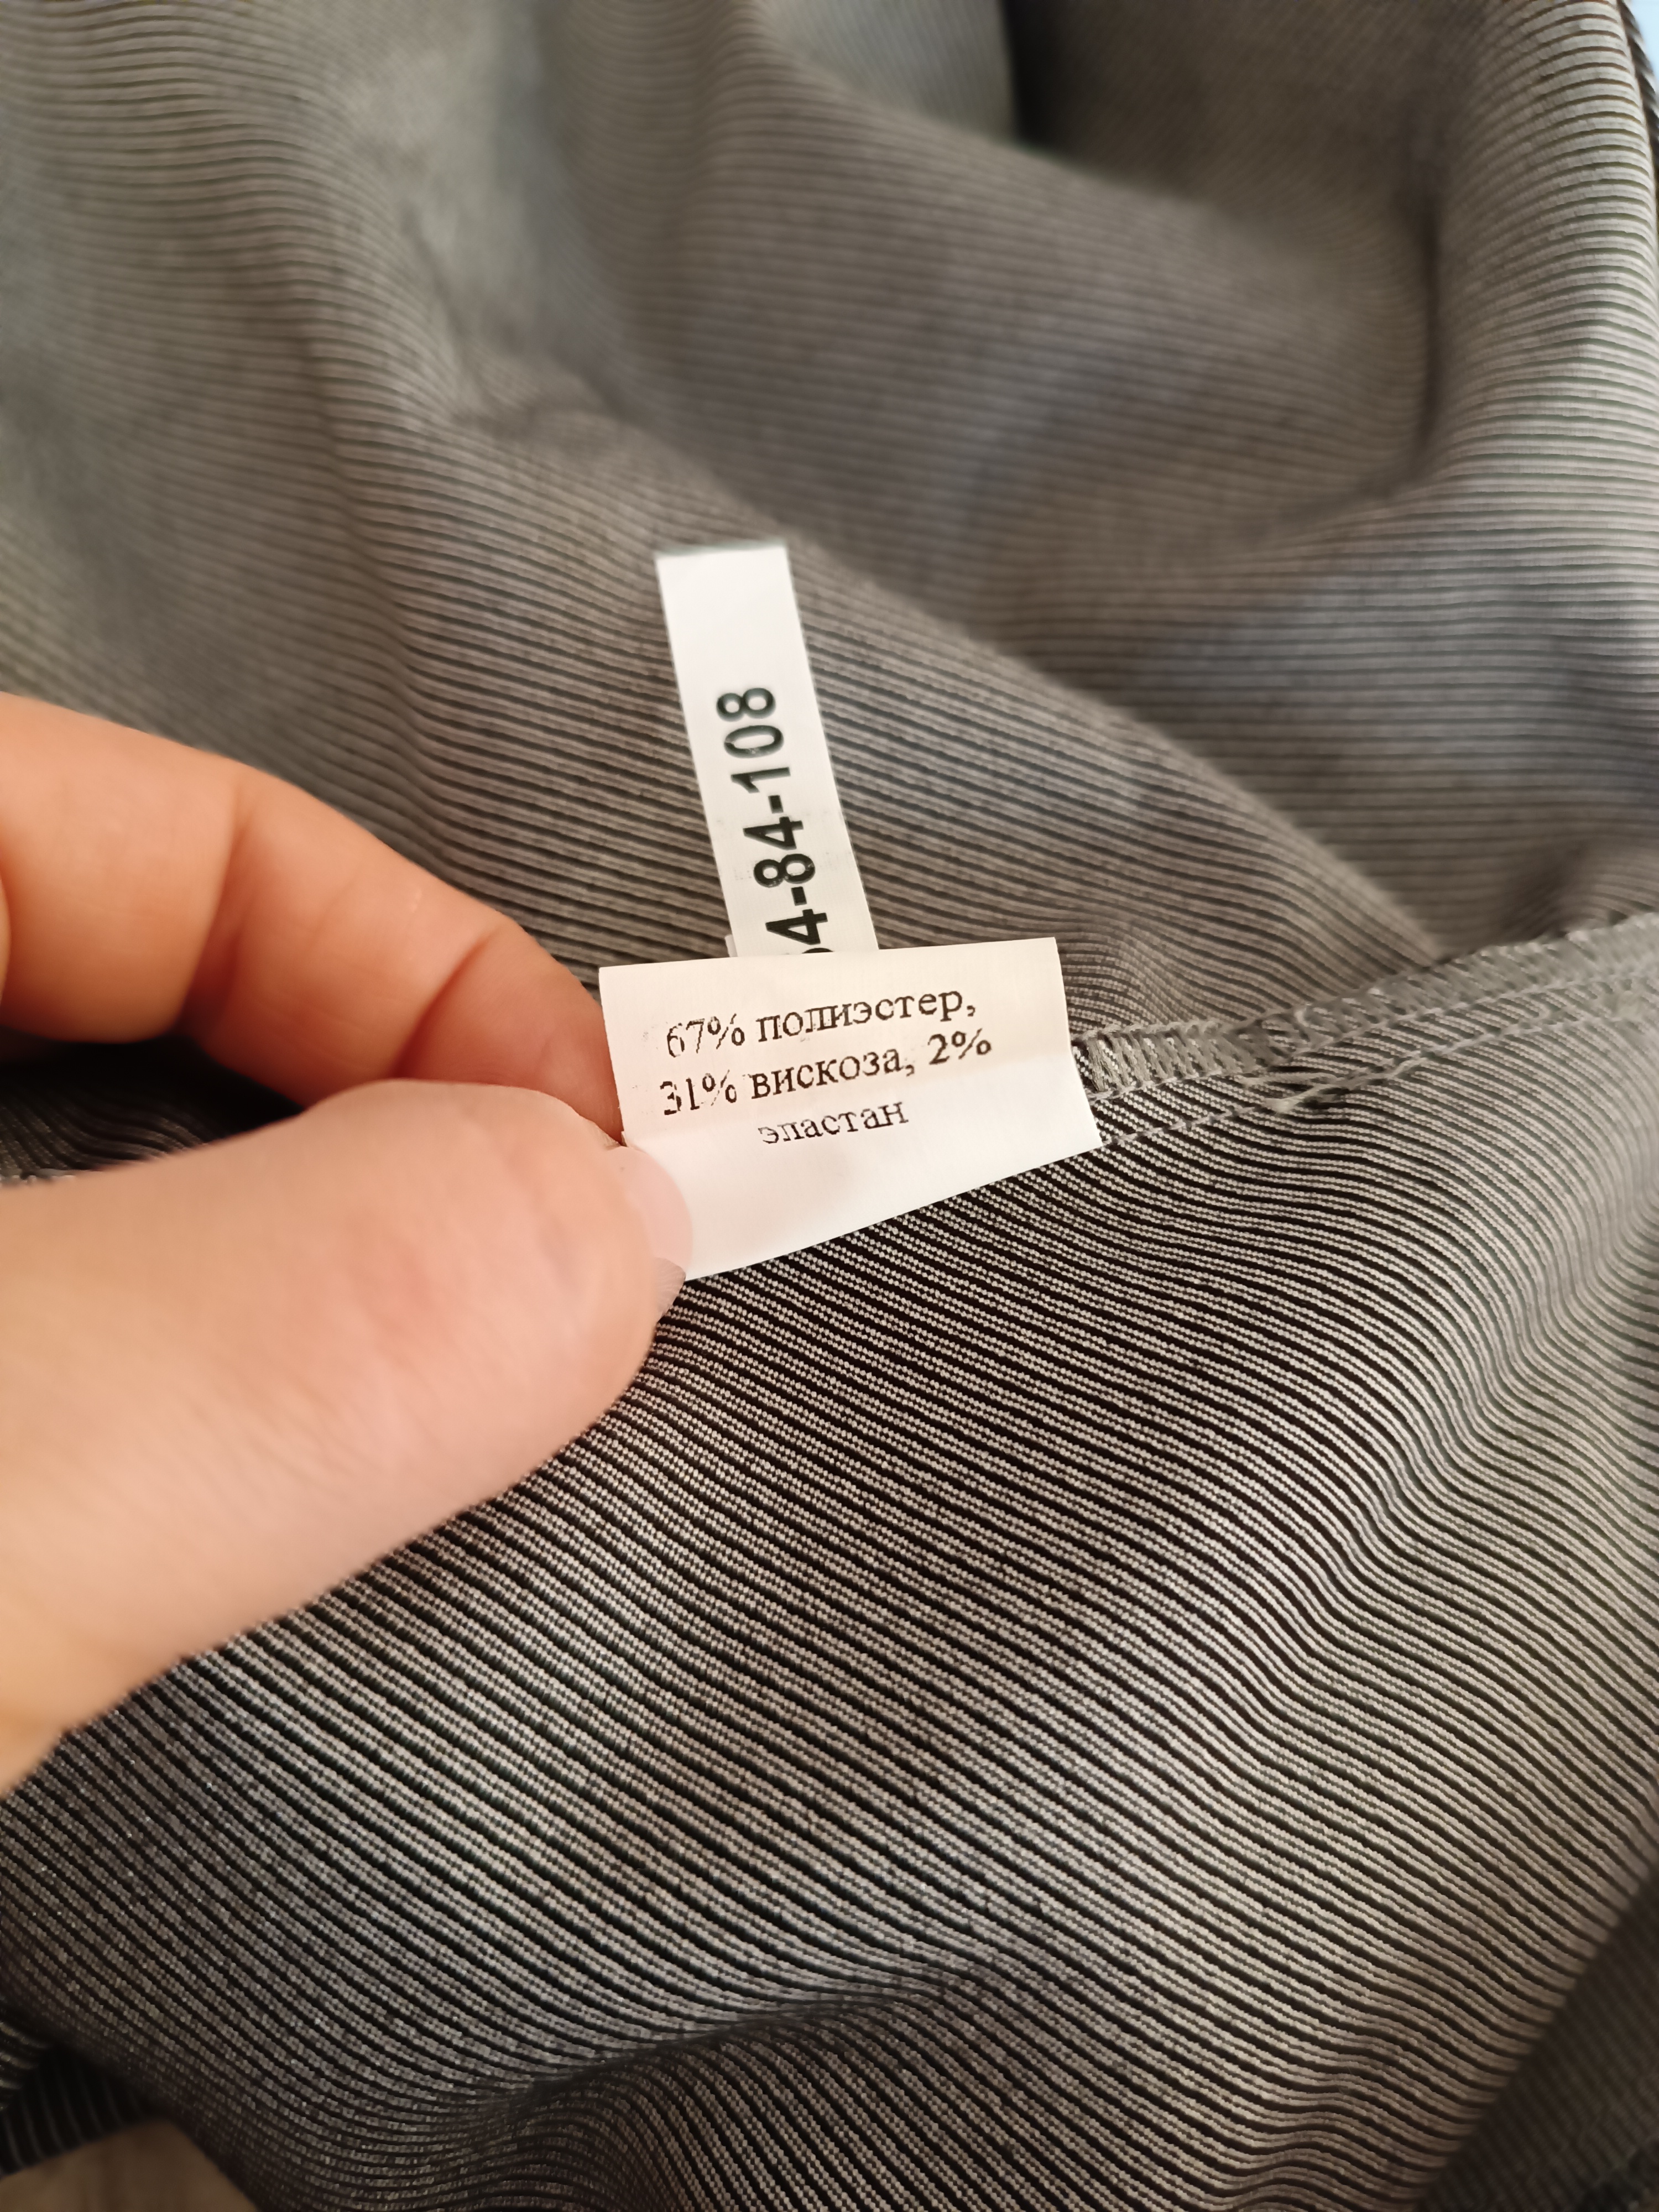 4-84-108
67% полиэстер,
31% вискоза, 2%
эластан